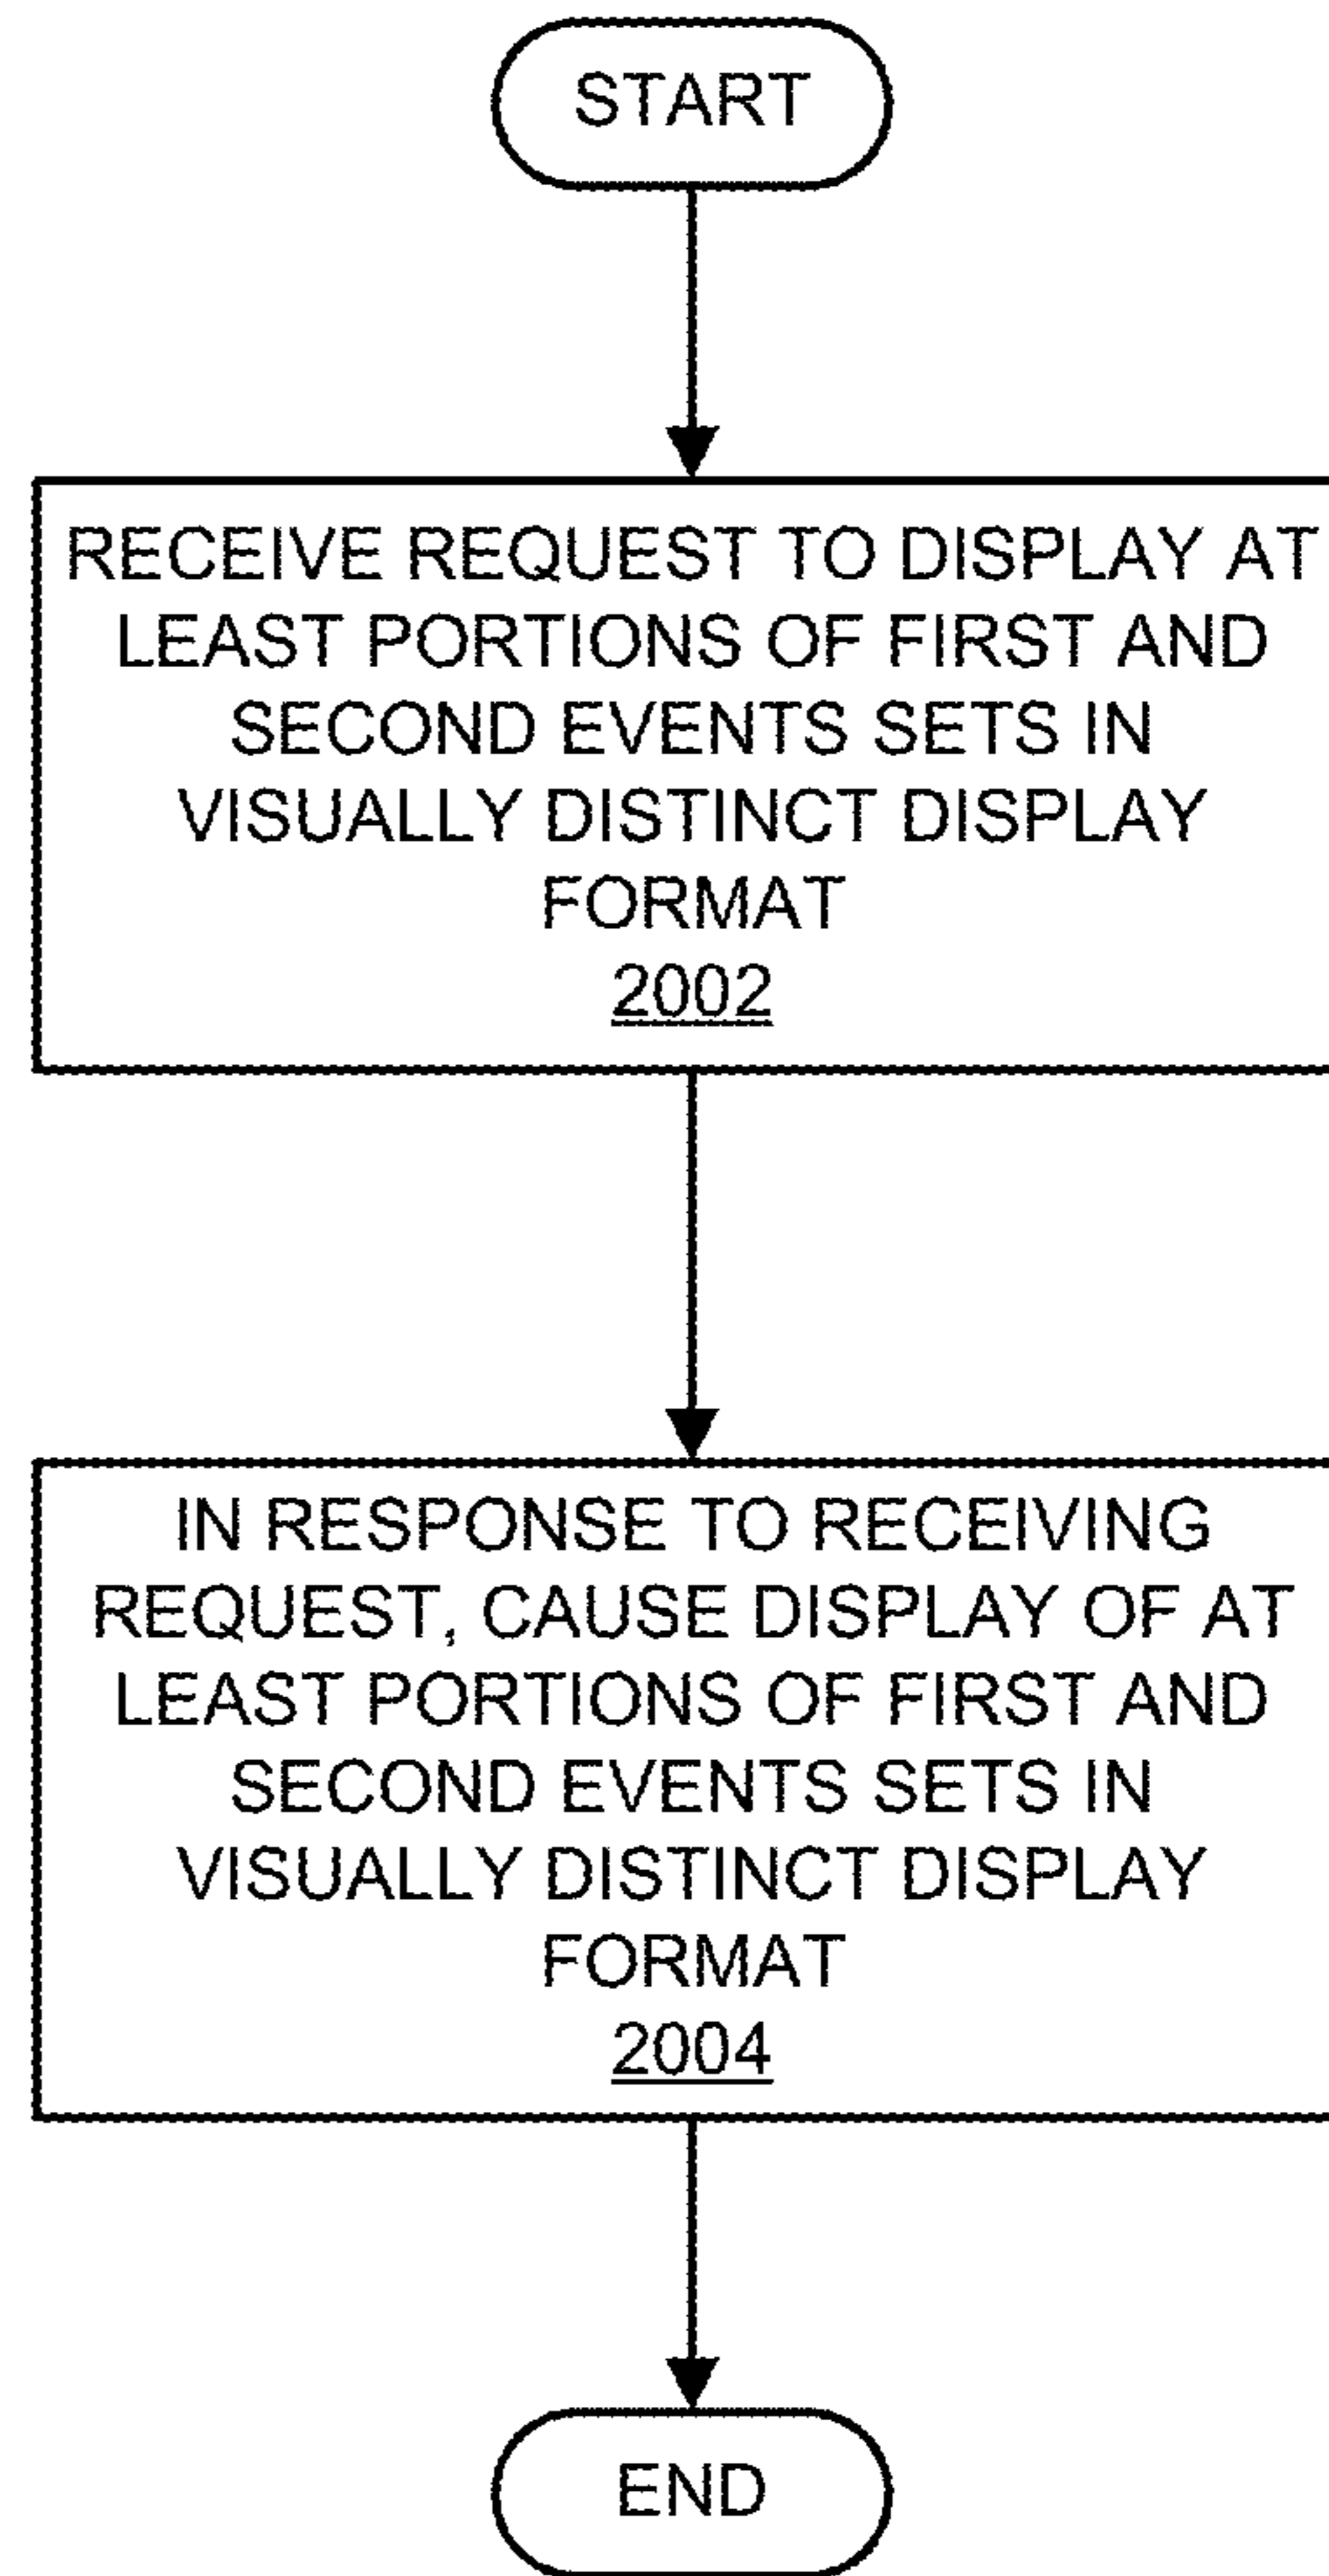 START
RECEIVE REQUEST TO DISPLAY AT
LEAST PORTIONS OF FIRST AND
SECOND EVENTS SETS IN
VISUALLY DISTINCT DISPLAY
FORMAT
2002
IN RESPONSE TO RECEIVING
REQUEST, CAUSE DISPLAY OF AT
LEAST PORTIONS OF FIRST AND
SECOND EVENTS SETS IN
VISUALLY DISTINCT DISPLAY
FORMAT
2004
END